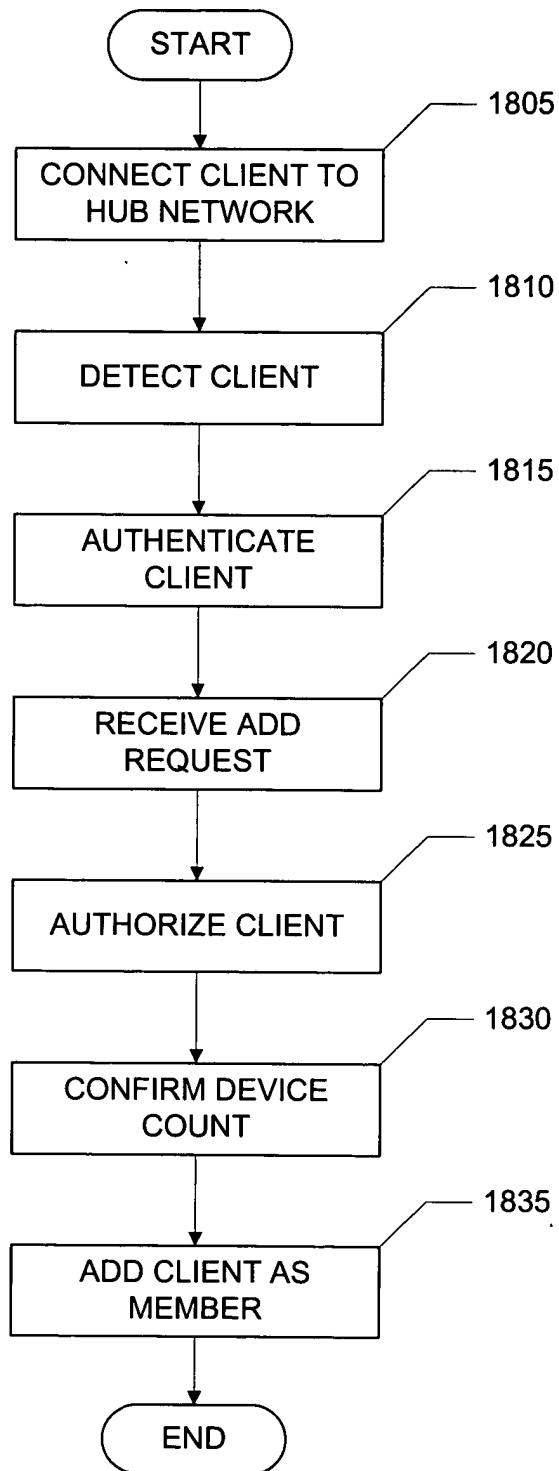 START
1805
CONNECT CLIENT TO
HUB NETWORK
1810
DETECT CLIENT
1815
AUTHENTICATE
CLIENT
1820
RECEIVE ADD
REQUEST
1825
AUTHORIZE CLIENT
1830
CONFIRM DEVICE
COUNT
1835
ADD CLIENT AS
MEMBER
END